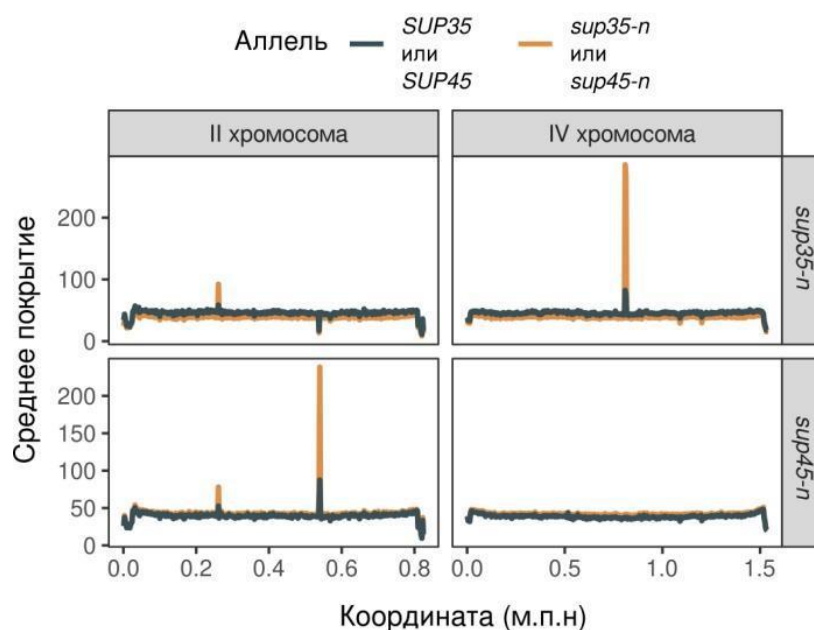 Аллель
SUP35
или
SUP45
sup35-n
или
sup45-n
II хромосома
IV хромосома
Среднее покрытие
200
100
0
sup35-n
200
150
100
50
0
sup45-n
0.0 0.2 0.4 0.6 0.8
0.0 0.5 1.0 1.5
Координата (м.п.н)